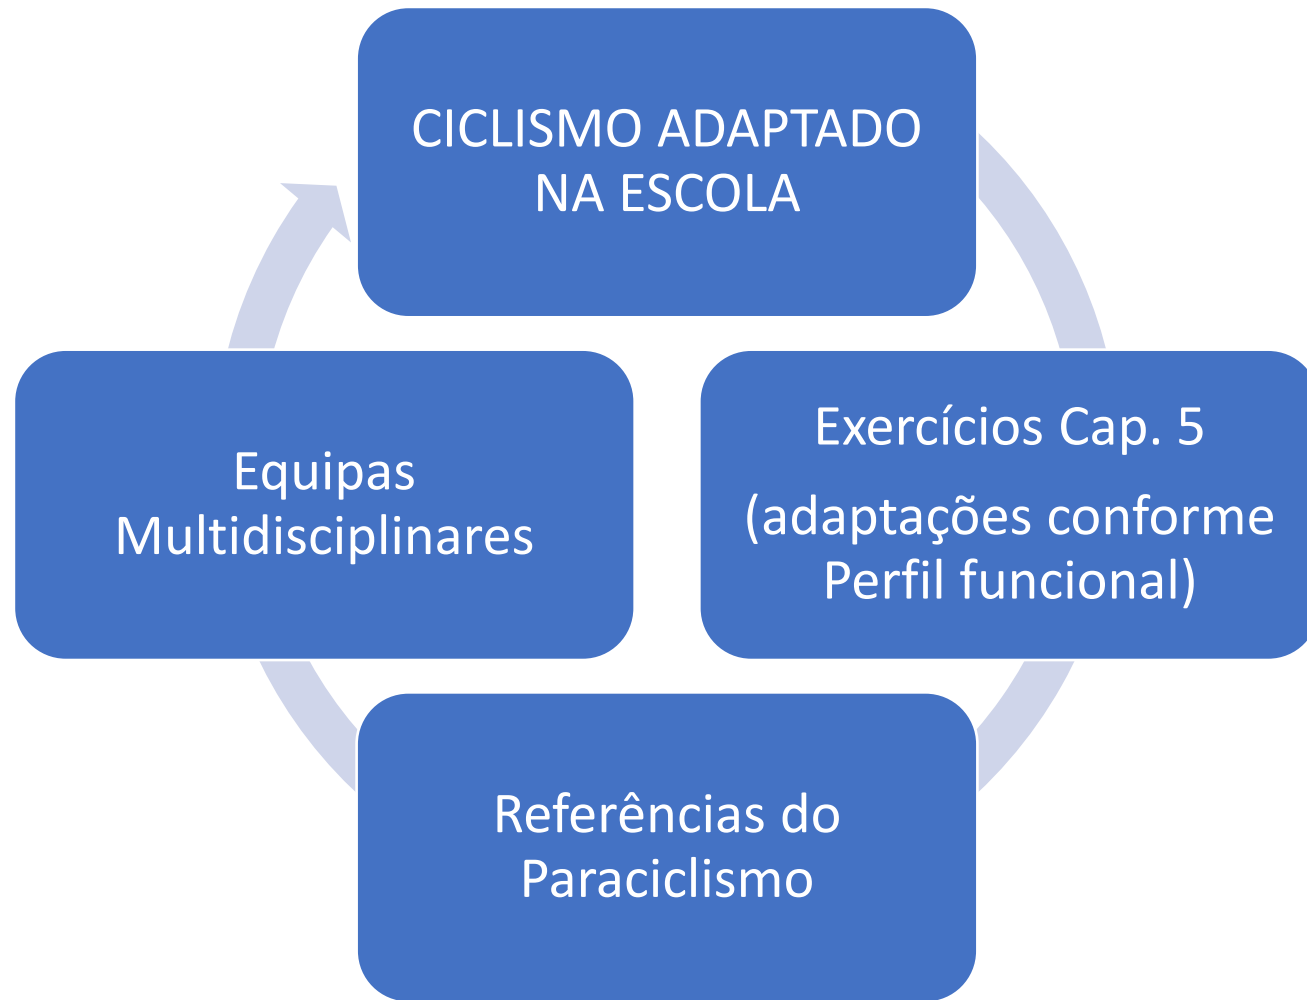 CICLISMO ADAPTADO
NA ESCOLA
Exercícios Cap. 5
(adaptações conforme
Perfil funcional)
Referências do
Paraciclismo
Equipas
Multidisciplinares